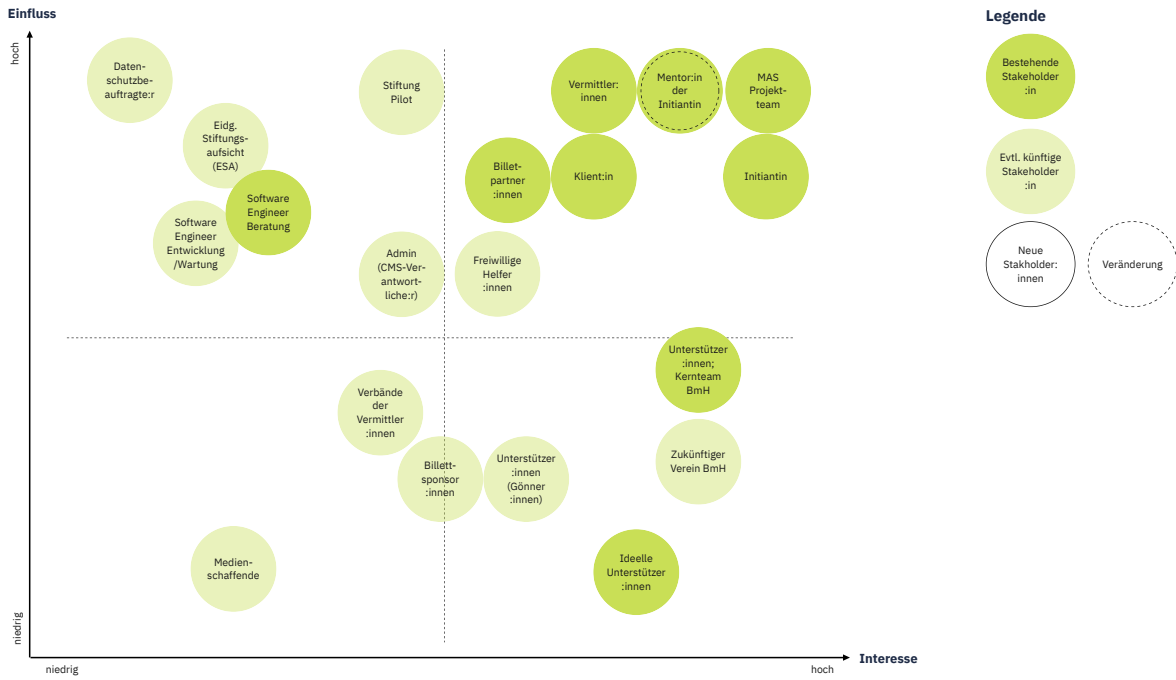 Einfluss
hoch
Daten-
schutzbe-
auftragte:r
Eidg.
Stiftungs-
aufsicht
(ESA)
Software
Engineer
Beratung
Software
Engineer
Entwicklung
/Wartung
Stiftung
Pilot
Admin
(CMS-Ver-
antwort-
liche:r)
Vermittler:
innen
Mentor:in
der
Initiantin
MAS
Projekt-
team
Billet-
partner
:innen
Klient:in
Initiantin
Freiwillige
Helfer
:innen
Verbände
der
Vermittler
:innen
Billett-
sponsor
:innen
Unterstützer
:innen
(Gönner
:innen)
Unterstützer
:innen;
Kernteam
BmH
Zukünftiger
Verein BmH
Medien-
schaffende
Ideelle
Unterstützer
:innen
niedrig
niedrig
hoch
Interesse
Legende
Bestehende
Stakeholder
:in
Evtl. künftige
Stakeholder
:in
Neue
Stakholder:
innen
Veränderung